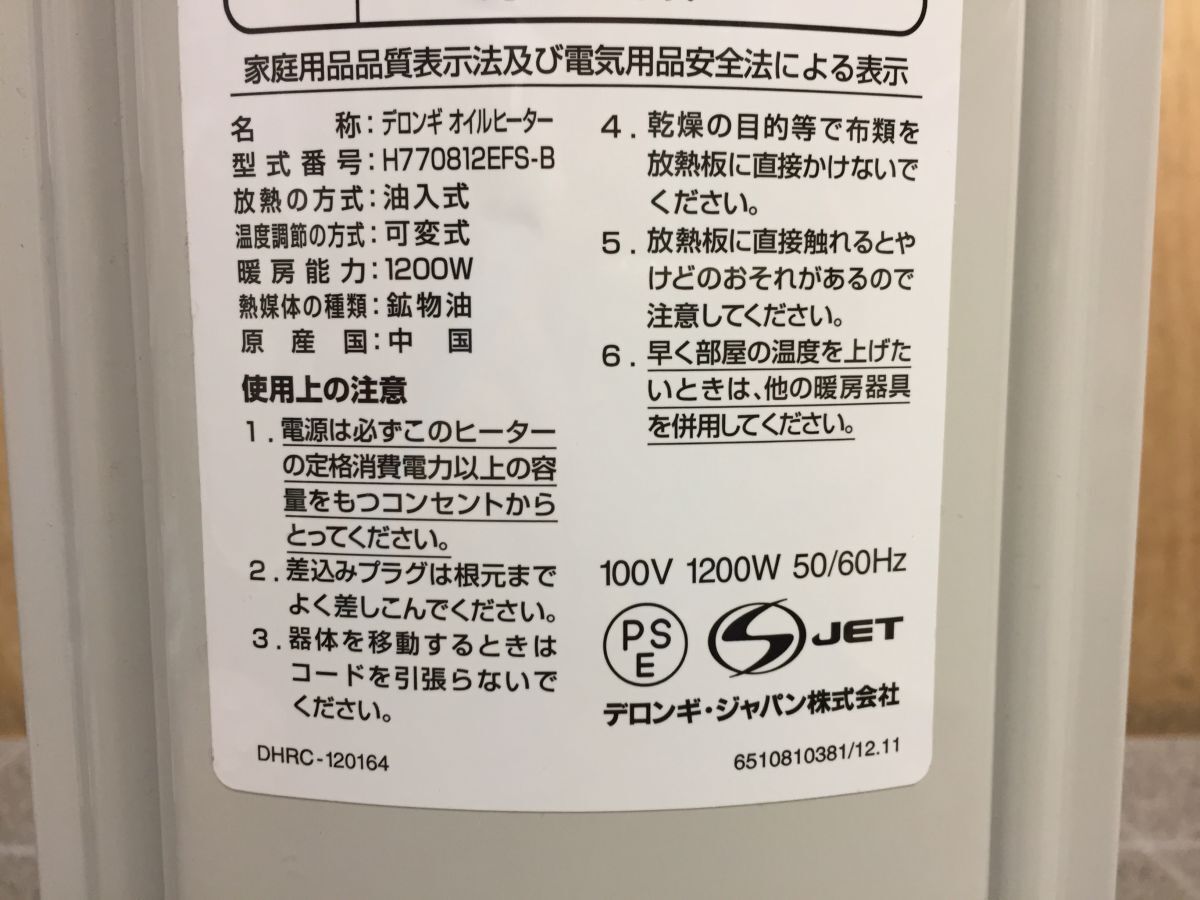 家庭用品品質表示法及び電気用品安全法による表示
名 称：デロンギ オイルヒーター
型式番号：H770812EFS-B
放熱の方式：油入式
温度調節の方式：可変式
暖房能力：1200W
熱媒体の種類：鉱物油
原産国：中 国
使用上の注意
1．電源は必ずこのヒーター
の定格消費電力以上の容
量をもつコンセントから
とってください。
2．差込みプラグは根元まで
よく差しこんでください。
3．器体を移動するときは
コードを引張らないで
ください。
DHRC-120164
4．乾燥の目的等で布類を
放熱板に直接かけないで
ください。
5．放熱板に直接触れるとや
けどのおそれがあるので
注意してください。
6．早く部屋の温度を上げた
いときは、他の暖房器具
を併用してください。
100V 1200W 50/60Hz
PS
E
JET
デロンギ・ジャパン株式会社
6510810381/12.11